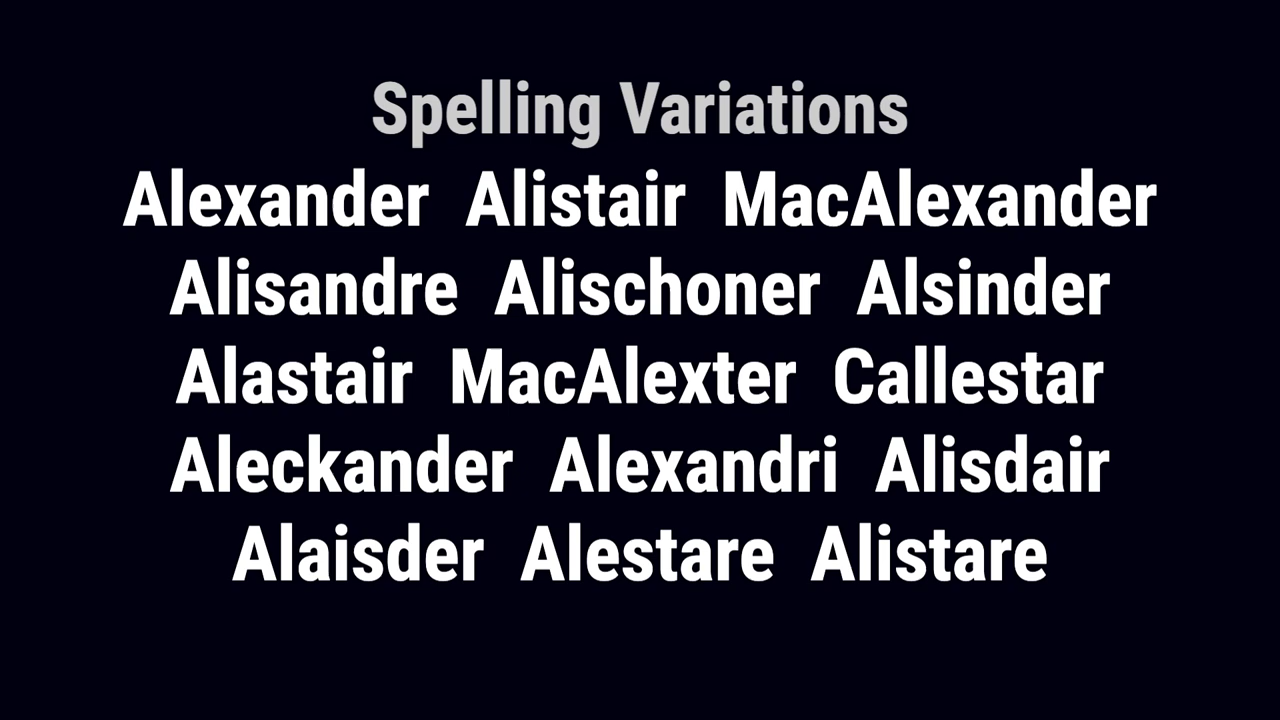 Spelling Variations
Alexander Alistair MacAlexander
Alisandre Alischoner Alsinder
Alastair MacAlexter Callestar
Aleckander Alexandri Alisdair
Alaisder Alestare Alistare